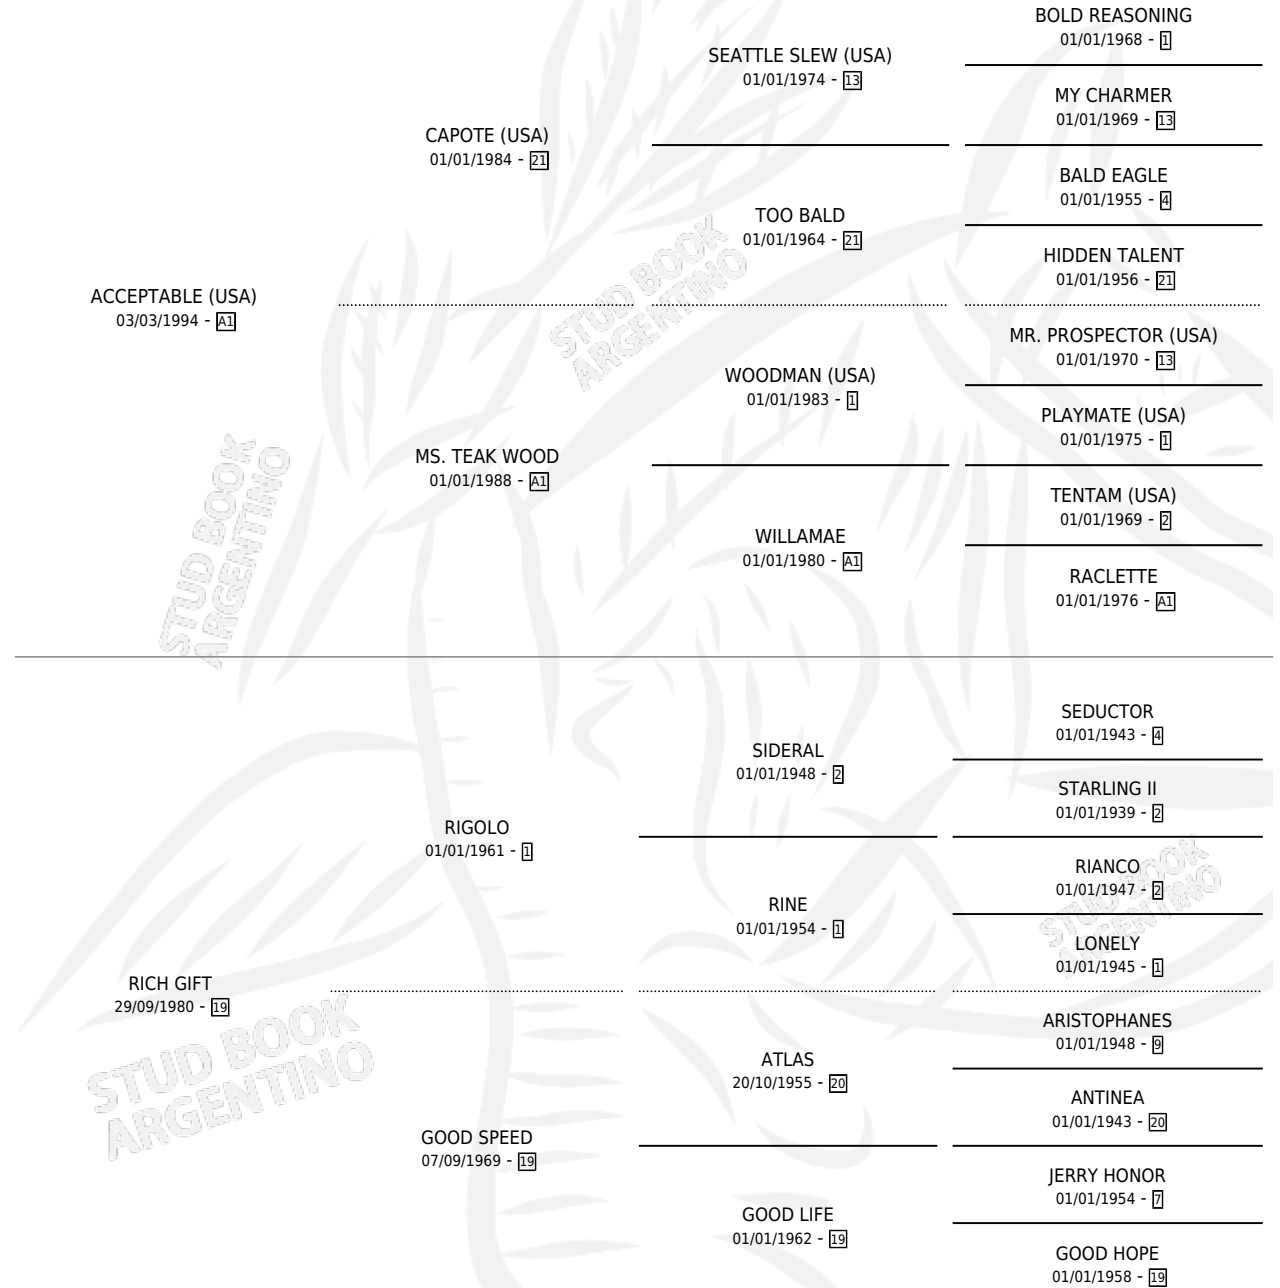 BOLD REASONING
01/01/1968 - 1
SEATTLE SLEW (USA)
01/01/1974 - 13
MY CHARMER
01/01/1969 - 13
CAPOTE (USA)
01/01/1984 - 21
BALD EAGLE
01/01/1955 - 4
TOO BALD
01/01/1964 - 21
HIDDEN TALENT
01/01/1956 - 21
ACCEPTABLE (USA)
03/03/1994 - A1
MR. PROSPECTOR (USA)
01/01/1970 - 13
WOODMAN (USA)
01/01/1983 - 1
PLAYMATE (USA)
01/01/1975 - 1
MS. TEAK WOOD
01/01/1988 - A1
TENTAM (USA)
01/01/1969 - 2
WILLAMAE
01/01/1980 - A1
RACLETTE
01/01/1976 - A1
SEDUCTOR
01/01/1943 - 4
SIDERAL
01/01/1948 - 2
STARLING II
01/01/1939 - 2
RIGOLO
01/01/1961 - 1
RIANCO
01/01/1947 - 2
RINE
01/01/1954 - 1
LONELY
01/01/1945 - 1
RICH GIFT
29/09/1980 - 19
ARISTOPHANES
01/01/1948 - 9
ATLAS
20/10/1955 - 20
ANTINEA
01/01/1943 - 20
GOOD SPEED
07/09/1969 - 19
JERRY HONOR
01/01/1954 - 7
GOOD LIFE
01/01/1962 - 19
GOOD HOPE
01/01/1958 - 19
STUD BOOK
ARGENTINO
STUD BOOK
ARGENTINO
STUD BOOK
ARGENTINO
STUD BOOK
ARGENTINO